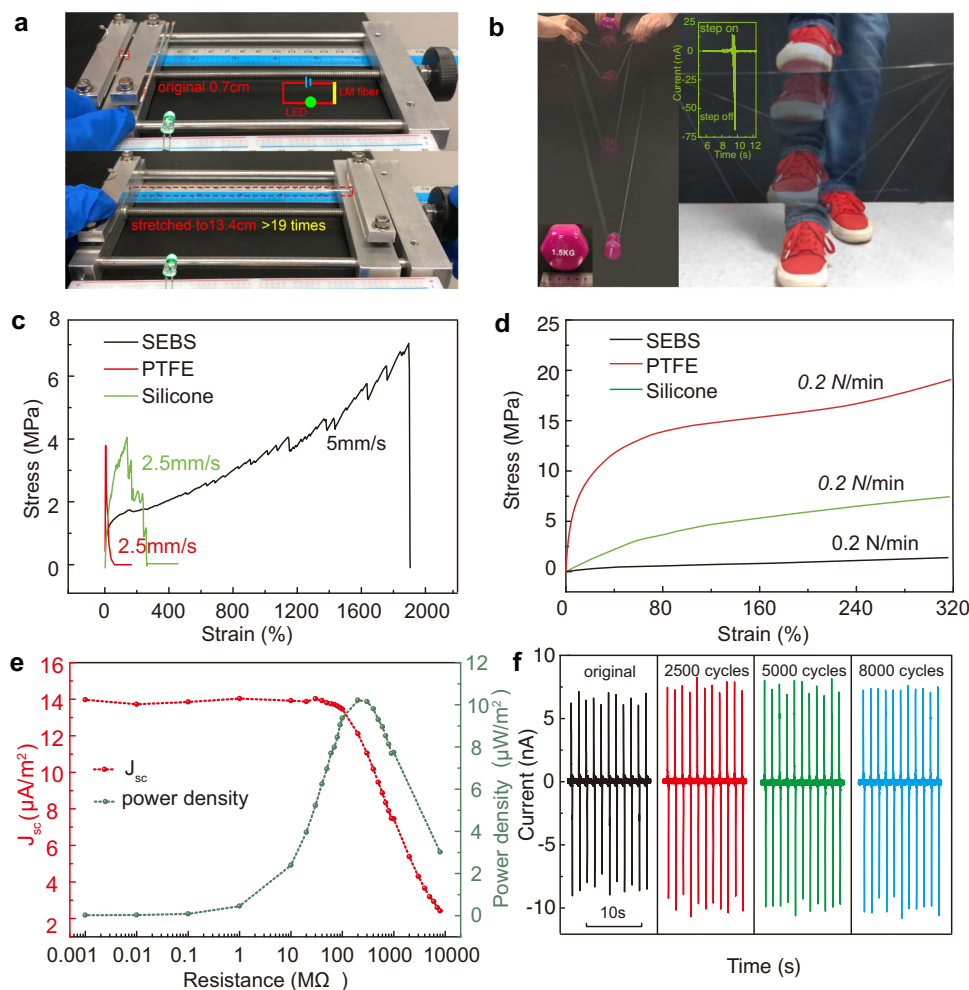 a
original 0.7cm
LM fiber
LED
stretched to13.4cm >19 times
b
1.5KG
step on
step off
Current (nA)
0
-25
-50
-75
6 8 10 12
Time (s)
c
8
6
4
2
0
Stress (MPa)
SEBS
PTFE
Silicone
5mm/s
2.5mm/s
2.5mm/s
0 400 800 1200 1600 2000
Strain (%)
d
25
20
15
10
5
0
Stress (MPa)
SEBS
PTFE
Silicone
0.2 N/min
0.2 N/min
0.2 N/min
0 80 160 240 320
Strain (%)
e
16
14
12
10
8
6
4
2
Jsc (µA/m²)
Jsc
power density
12
10
8
6
4
2
0
Power density (µW/m²)
0.001 0.01 0.1 1 10 100 1000 10000
Resistance (MΩ)
f
10
5
0
-5
-10
Current (nA)
original 2500 cycles 5000 cycles 8000 cycles
10s
Time (s)